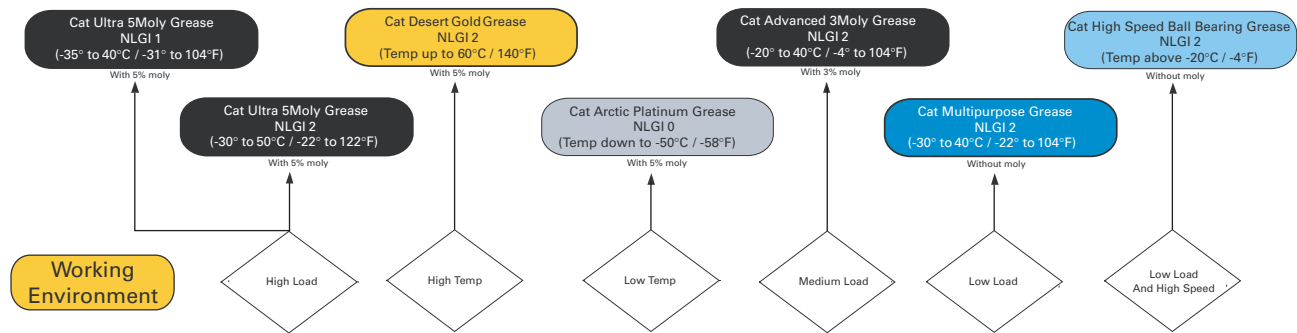 Cat Ultra 5Moly Grease
NLGI 1
(-35° to 40°C / -31° to 104°F)
With 5% moly
Cat Ultra 5Moly Grease
NLGI 2
(-30° to 50°C / -22° to 122°F)
With 5% moly
Cat Desert Gold Grease
NLGI 2
(Temp up to 60°C / 140°F)
With 5% moly
Cat Arctic Platinum Grease
NLGI 0
(Temp down to -50°C / -58°F)
With 5% moly
Cat Advanced 3Moly Grease
NLGI 2
(-20° to 40°C / -4° to 104°F)
With 3% moly
Cat Multipurpose Grease
NLGI 2
(-30° to 40°C / -22° to 104°F)
Without moly
Cat High Speed Ball Bearing Grease
NLGI 2
(Temp above -20°C / -4°F)
Without moly
Working
Environment
High Load
High Temp
Low Temp
Medium Load
Low Load
Low Load
And High Speed